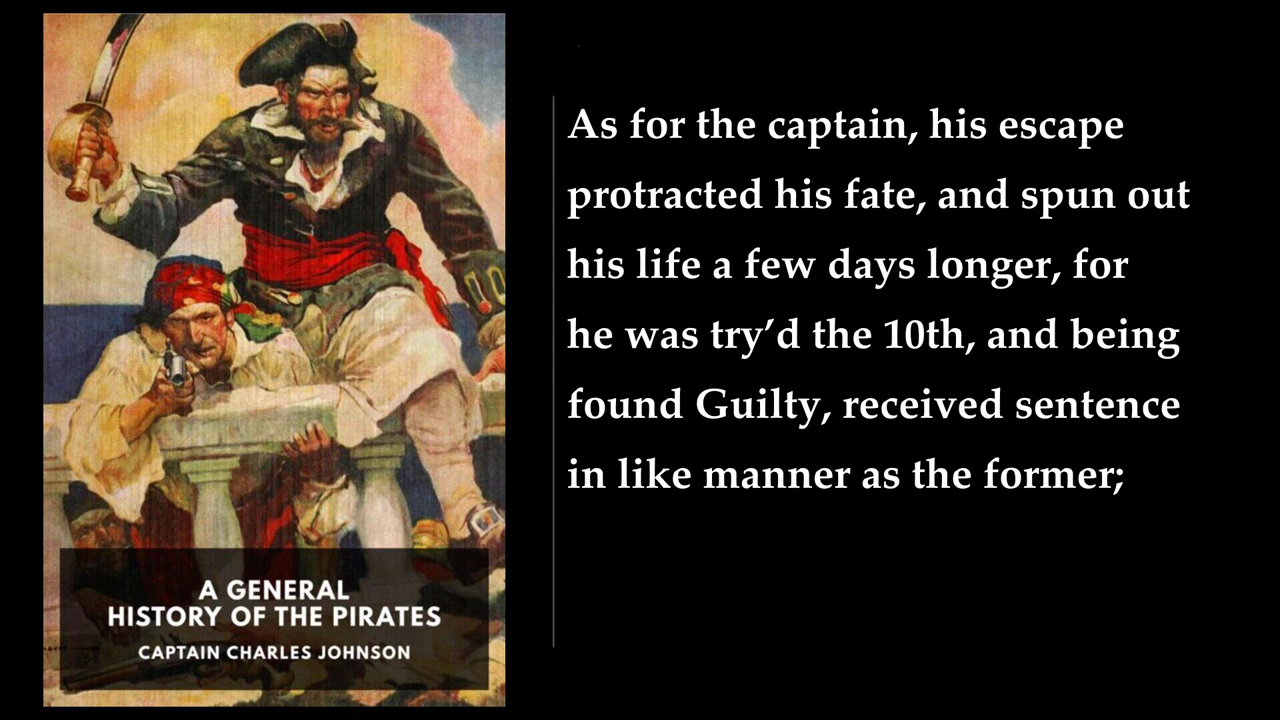 As for the captain, his escape
protracted his fate, and spun out
his life a few days longer, for
he was try’d the 10th, and being
found Guilty, received sentence
in like manner as the former;
A GENERAL
HISTORY OF THE PIRATES
CAPTAIN CHARLES JOHNSON